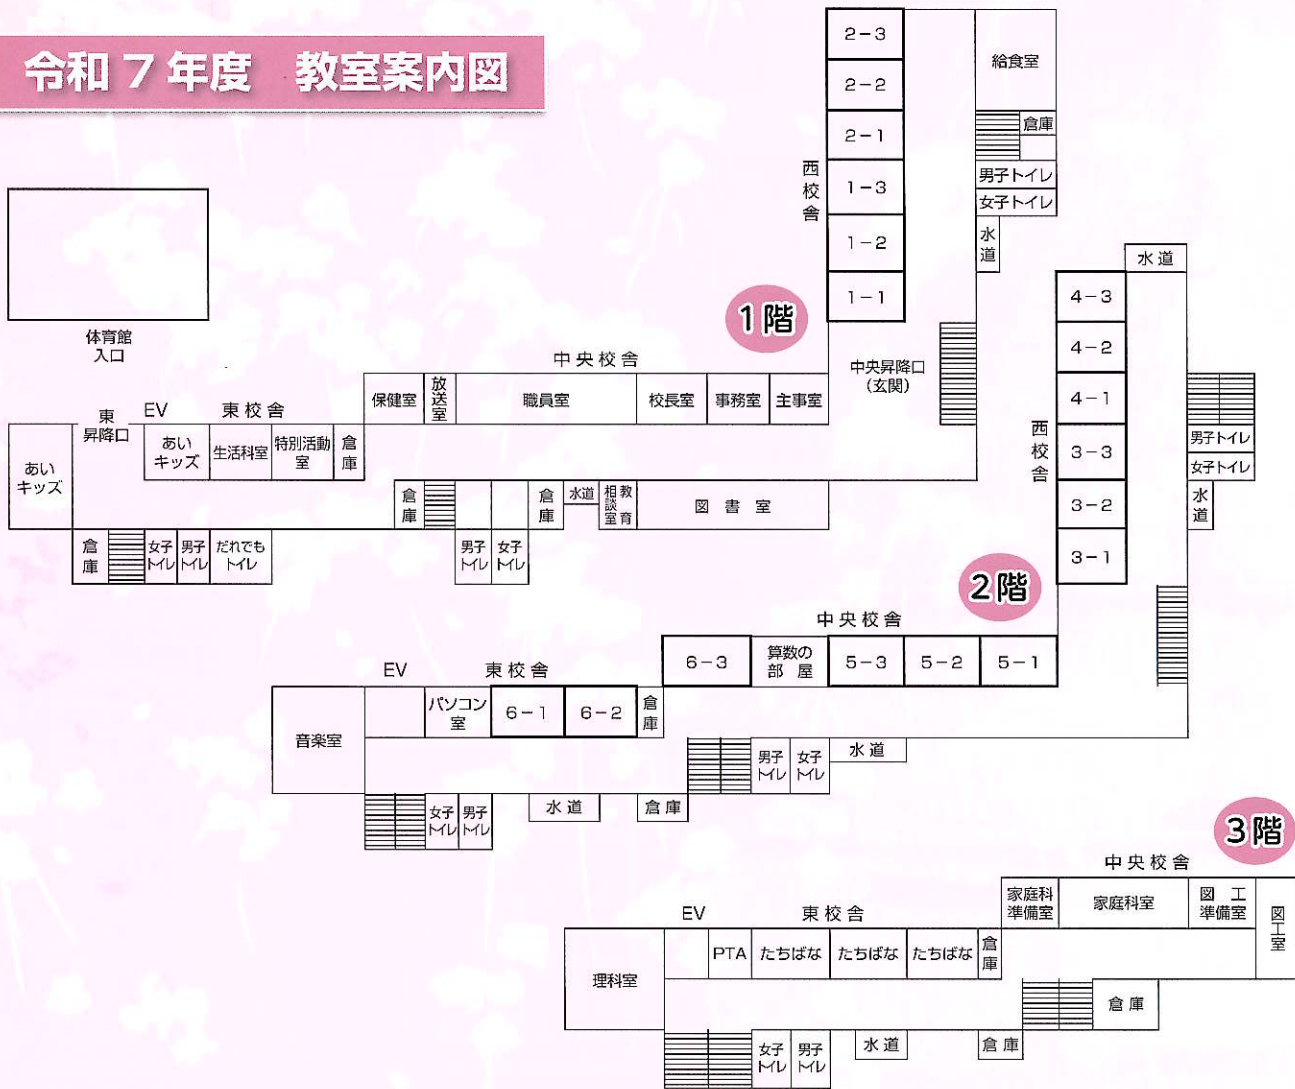 令和７年度　教室案内図
2－3
2－2
2－1
1－3
1－2
1－1
西校舎
給食室
倉庫
男子トイレ
女子トイレ
水道
1階
中央昇降口
（玄関）
体育館
入口
中央校舎
保健室
放送室
職員室
校長室
事務室
主事室
東
昇降口
EV
東校舎
あい
キッズ
あい
キッズ
生活科室
特別活動
室
倉庫
倉庫
倉庫
水道
教育
相談室
図書室
倉庫
女子
トイレ
男子
トイレ
だれでも
トイレ
男子
トイレ
女子
トイレ
水道
4－3
4－2
4－1
3－3
3－2
3－1
西校舎
男子トイレ
女子トイレ
水道
2階
中央校舎
6－3
算数の
部屋
5－3
5－2
5－1
EV
東校舎
音楽室
パソコン
室
6－1
6－2
倉庫
男子
トイレ
女子
トイレ
水道
女子
トイレ
男子
トイレ
水道
倉庫
3階
中央校舎
家庭科
準備室
家庭科室
図工
準備室
図工室
EV
東校舎
理科室
PTA
たちばな
たちばな
たちばな
倉庫
倉庫
女子
トイレ
男子
トイレ
水道
倉庫